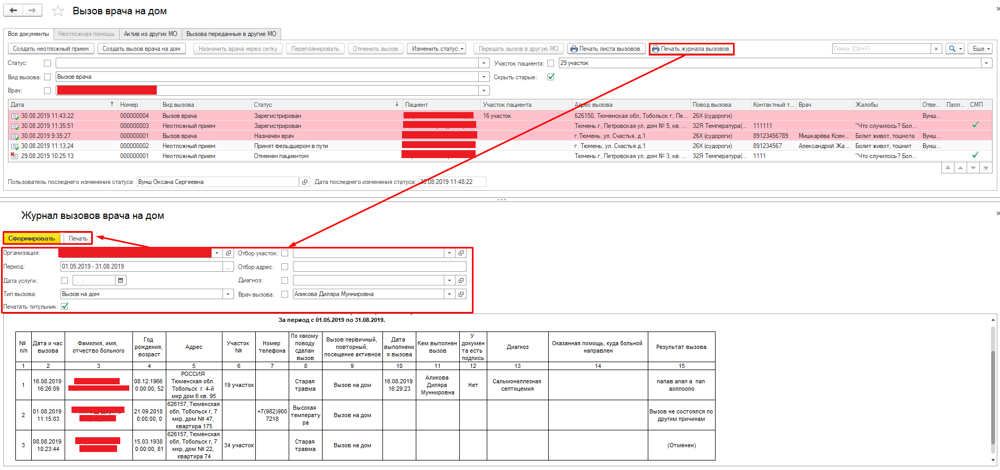 Вызов врача на дом
Все документы Неотложная помощь Актив из других МО Вызова переданные в другие МО
Создать неотложный прием Создать вызов врача на дом Назначить врача через сетку Перепланировать Отменить вызов Изменить статус Передать вызов в другую МО Печать листа вызовов Печать журнала вызовов Поиск (Ctrl+F) × Еще
Статус: Участок пациента: 29 участок
Вид вызова: Вызов врача Скрыть старые:
Врач:
Дата Номер Вид вызова Статус Пациент Участок пациента Адрес вызова Повод вызова Контактный т... Врач Жалобы Отве... Палл... СМП
30.08.2019 11:43:22 000000004 Вызов врача Зарегистрирован 16 участок 626150, Тюменская обл, Тобольск г, Пе... 26Х (судороги) Вунш...
30.08.2019 11:35:51 000000003 Неотложный прием Зарегистрирован Тюмень г, Петровская ул, дом № 5, кв. ... 32Я Температура(... 111111 "Что случилось? Бол...
30.08.2019 9:35:27 000000001 Вызов врача Назначен врач г.Тюмень, ул. Счастья, д.1 26Х (судороги) 89123456789 Мишкарёва Ксен... Болит живот, тошнота Вунш...
30.08.2019 11:13:24 000000002 Неотложный прием Принят фельдшером в пути г. Тюмень, ул. Счастья д.1 26Х (судороги) 891234567 Александрой Жа... Болит живот, тошнит Вунш...
29.08.2019 10:25:13 000000001 Неотложный прием Отменен пациентом Тюмень г, Петровская ул, дом № 3, кв. ... 32Я Температура(... 1111 "Что случилось? Бол...
Пользователь последнего изменения статуса: Вунш Оксана Сергеевна Дата последнего изменения статуса: 30.08.2019 11:48:22
Журнал вызовов врача на дом
Сформировать Печать
Организация: Отбор участок:
Период: 01.05.2019 - 31.08.2019 ... Отбор адрес:
Дата услуги: . . Диагноз:
Тип вызова: Вызов на дом Врач вызова: Аликова Диляра Муннировна
Печатать титульник:
За период с 01.05.2019 по 31.08.2019.
№ п/п Дата и час вызова Фамилия, имя, отчество больного Год рождения, возраст Адрес Участок № Номер телефона По какому поводу сделан вызов Вызов первичный, повторный, посещение активное Дата выполнени я вызова Кем выполнен вызов У докумен та есть подпись Диагноз Оказанная помощь, куда больной направлен Результат вызова
1 2 3 4 5 6 7 8 9 10 11 12 13 14 15
1 16.08.2019 16:26:09 08.12.1966 0:00:00, 52 РОССИЯ Тюменская обл. Тобольск г. 4-й мкр дом 6 кв. 95 19 участок Старая травма Вызов на дом 16.08.2019 16:29:23 Аликова Диляра Муннировна Нет Сальмонеллезная септицемия папав апап а пап аоллооло
2 01.08.2019 11:15:03 21.09.2018 0:00:00, 0 626157, Тюменская обл, Тобольск г, 7 мкр, дом № 47, квартира 175 +7(982)900 7218 Высокая температу ра Вызов на дом Вызов не состоялся по другим причинам
3 08.08.2019 10:23:44 15.03.1938 0:00:00, 81 626157, Тюменская обл, Тобольск г, 7 мкр, дом № 22, квартира 74 34 участок Старая травма Вызов на дом (Отменен)